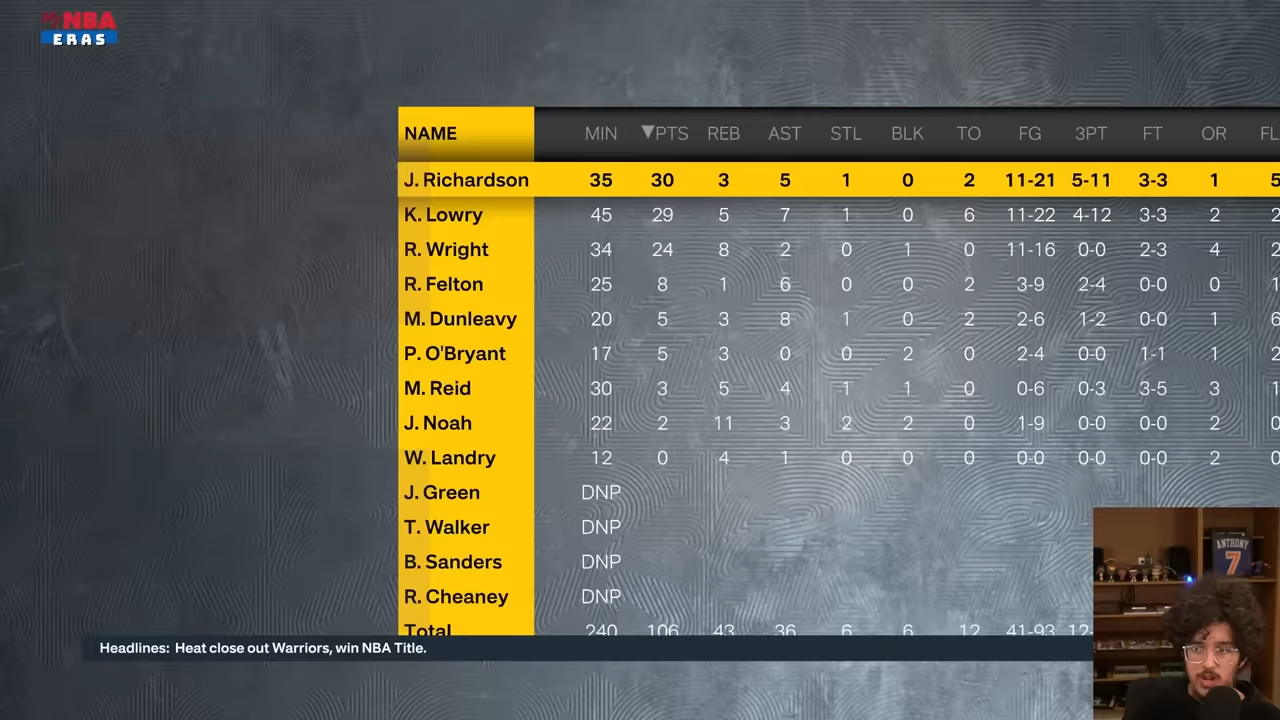 MyNBA
ERAS
NAME MIN ▼PTS REB AST STL BLK TO FG 3PT FT OR FL
J. Richardson 35 30 3 5 1 0 2 11-21 5-11 3-3 1 5
K. Lowry 45 29 5 7 1 0 6 11-22 4-12 3-3 2 2
R. Wright 34 24 8 2 0 1 0 11-16 0-0 2-3 4 2
R. Felton 25 8 1 6 0 0 2 3-9 2-4 0-0 0 1
M. Dunleavy 20 5 3 8 1 0 2 2-6 1-2 0-0 1 6
P. O'Bryant 17 5 3 0 0 2 0 2-4 0-0 1-1 1 2
M. Reid 30 3 5 4 1 1 0 0-6 0-3 3-5 3 1
J. Noah 22 2 11 3 2 2 0 1-9 0-0 0-0 2 0
W. Landry 12 0 4 1 0 0 0 0-0 0-0 0-0 2 0
J. Green DNP
T. Walker DNP
B. Sanders DNP
R. Cheaney DNP
Total 240 106 43 36 6 6 12 41-93 12-
Headlines: Heat close out Warriors, win NBA Title.
ANTHONY
7